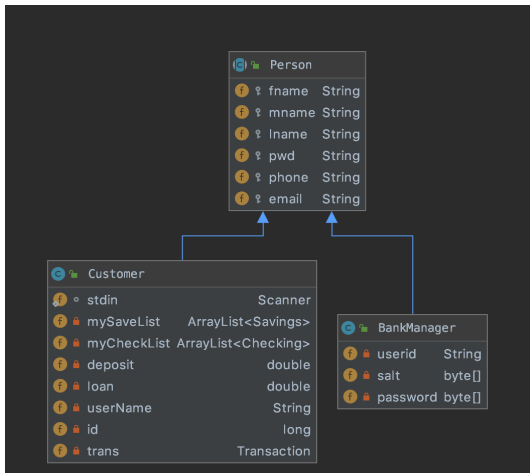 Person
fname String
mname String
lname String
pwd String
phone String
email String
Customer
stdin Scanner
mySaveList ArrayList<Savings>
myCheckList ArrayList<Checking>
deposit double
loan double
userName String
id long
trans Transaction
BankManager
userid String
salt byte[]
password byte[]